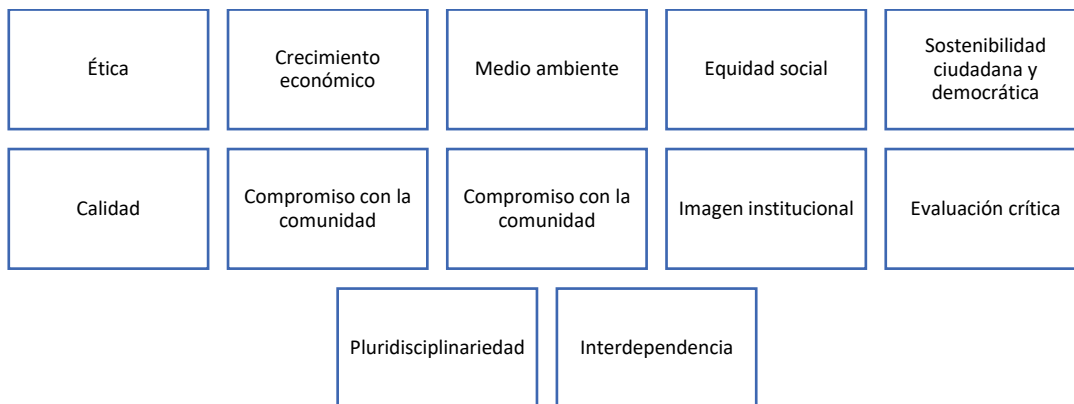 Ética
Crecimiento
económico
Medio ambiente
Equidad social
Sostenibilidad
ciudadana y
democrática
Calidad
Compromiso con la
comunidad
Compromiso con la
comunidad
Imagen institucional
Evaluación crítica
Pluridisciplinariedad
Interdependencia